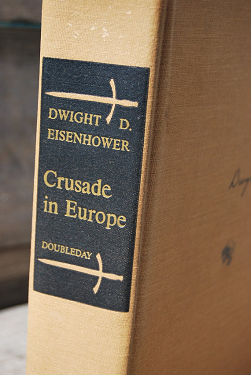 DWIGHT D.
EISENHOWER
Crusade
in Europe
DOUBLEDAY